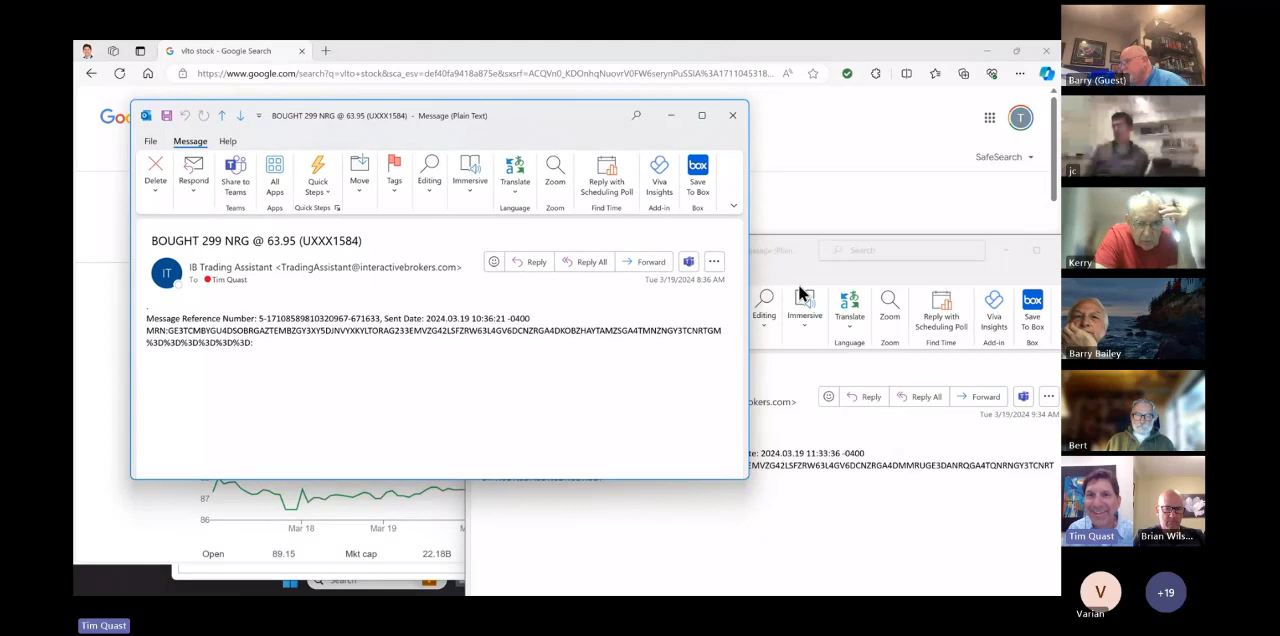 vlto stock - Google Search
https://www.google.com/search?q=vlto+stock&sca_esv=def40fa9418a875e&sxsrf=ACQVn0_KDOnhqNuovrV0FW6serynPuSSIA%3A1711045318...
Goo
T
SafeSearch
BOUGHT 299 NRG @ 63.95 (UXXX1584) - Message (Plain Text)
File Message Help
Delete Respond Share to Teams All Apps Quick Steps Move Tags Editing Immersive Translate Zoom Reply with Scheduling Poll Viva Insights box Save To Box
Teams Apps Quick Steps Language Zoom Find Time Add-in Box
BOUGHT 299 NRG @ 63.95 (UXXX1584)
IT
IB Trading Assistant <TradingAssistant@interactivebrokers.com>
To Tim Quast
Reply Reply All Forward
Tue 3/19/2024 8:36 AM
.
Message Reference Number: 5-17108589810320967-671633, Sent Date: 2024.03.19 10:36:21 -0400
MRN:GE3TCMBYGU4DSOBRGAZTEMBZGY3XY5DJNVYXKYLTORAG233EMVZG42LSFZRW63L4GV6DCNZRGA4DKOBZHAYTAMZSGA4TMNZNGY3TCNRTGM
%3D%3D%3D%3D%3D%3D:
Search
Editing Immersive Translate Zoom Reply with Scheduling Poll Viva Insights box Save To Box
Language Zoom Find Time Add-in Box
okers.com>
Reply Reply All Forward
Tue 3/19/2024 9:34 AM
te: 2024.03.19 11:33:36 -0400
EMVZG42LSFZRW63L4GV6DCNZRGA4DMMRUGE3DANRQGA4TQNRNGY3TCNRT
87
86
Mar 18 Mar 19
Open 89.15 Mkt cap 22.18B
Search
Barry (Guest)
jc
Kerry
Barry Bailey
Bert
Tim Quast
Brian Wils...
V
Varian
+19
Tim Quast